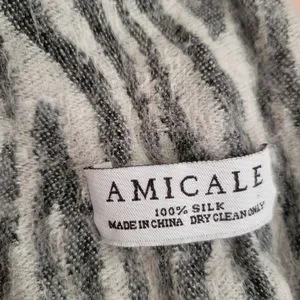 AMICALE
100% SILK
MADE IN CHINA DRY CLEAN ONLY